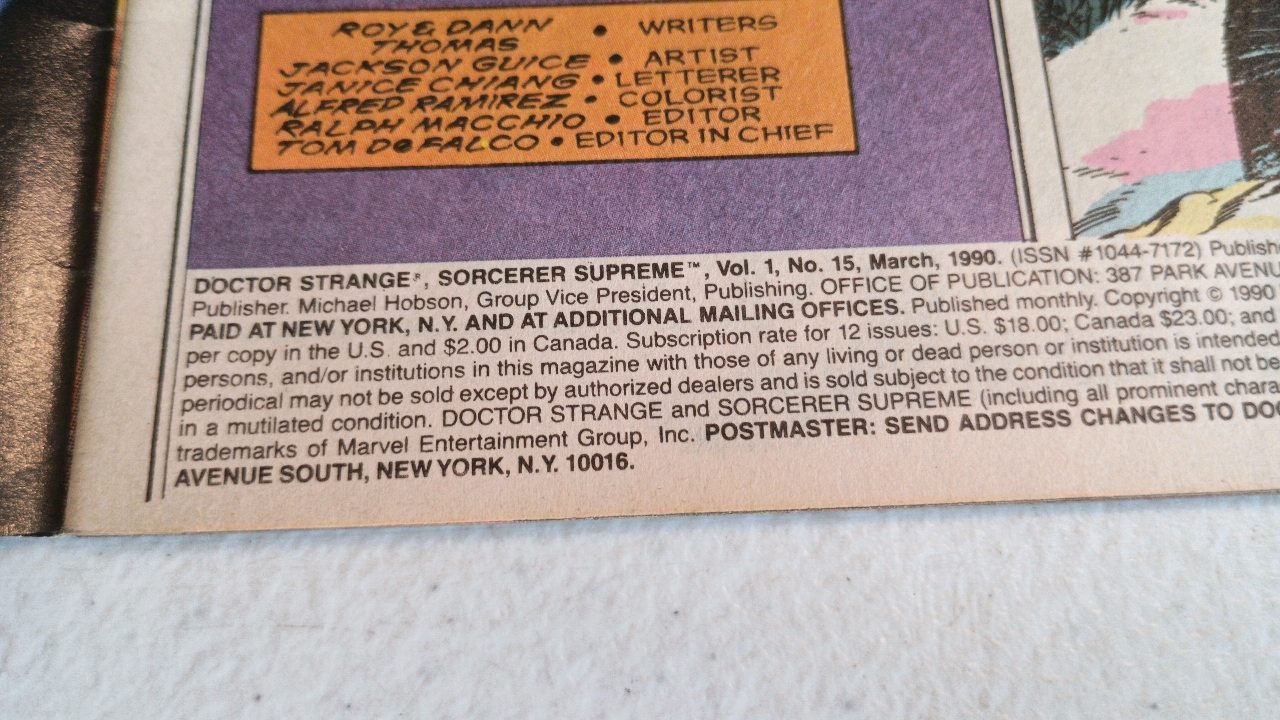 ROY & DANN THOMAS • WRITERS
JACKSON GUICE • ARTIST
JANICE CHIANG • LETTERER
ALFRED RAMIREZ • COLORIST
RALPH MACCHIO • EDITOR
TOM DeFALCO • EDITOR IN CHIEF
DOCTOR STRANGE®, SORCERER SUPREME™, Vol. 1, No. 15, March, 1990. (ISSN #1044-7172)
Publisher. Michael Hobson, Group Vice President, Publishing. OFFICE OF PUBLICATION: 387 PARK
PAID AT NEW YORK, N.Y. AND AT ADDITIONAL MAILING OFFICES. Published monthly. Copyright © 1990
per copy in the U.S. and $2.00 in Canada. Subscription rate for 12 issues: U.S. $18.00; Canada $23.00; and
persons, and/or institutions in this magazine with those of any living or dead person or institution is intended
periodical may not be sold except by authorized dealers and is sold subject to the condition that it shall not be
in a mutilated condition. DOCTOR STRANGE and SORCERER SUPREME (including all prominent
trademarks of Marvel Entertainment Group, Inc. POSTMASTER: SEND ADDRESS CHANGES TO
AVENUE SOUTH, NEW YORK, N.Y. 10016.